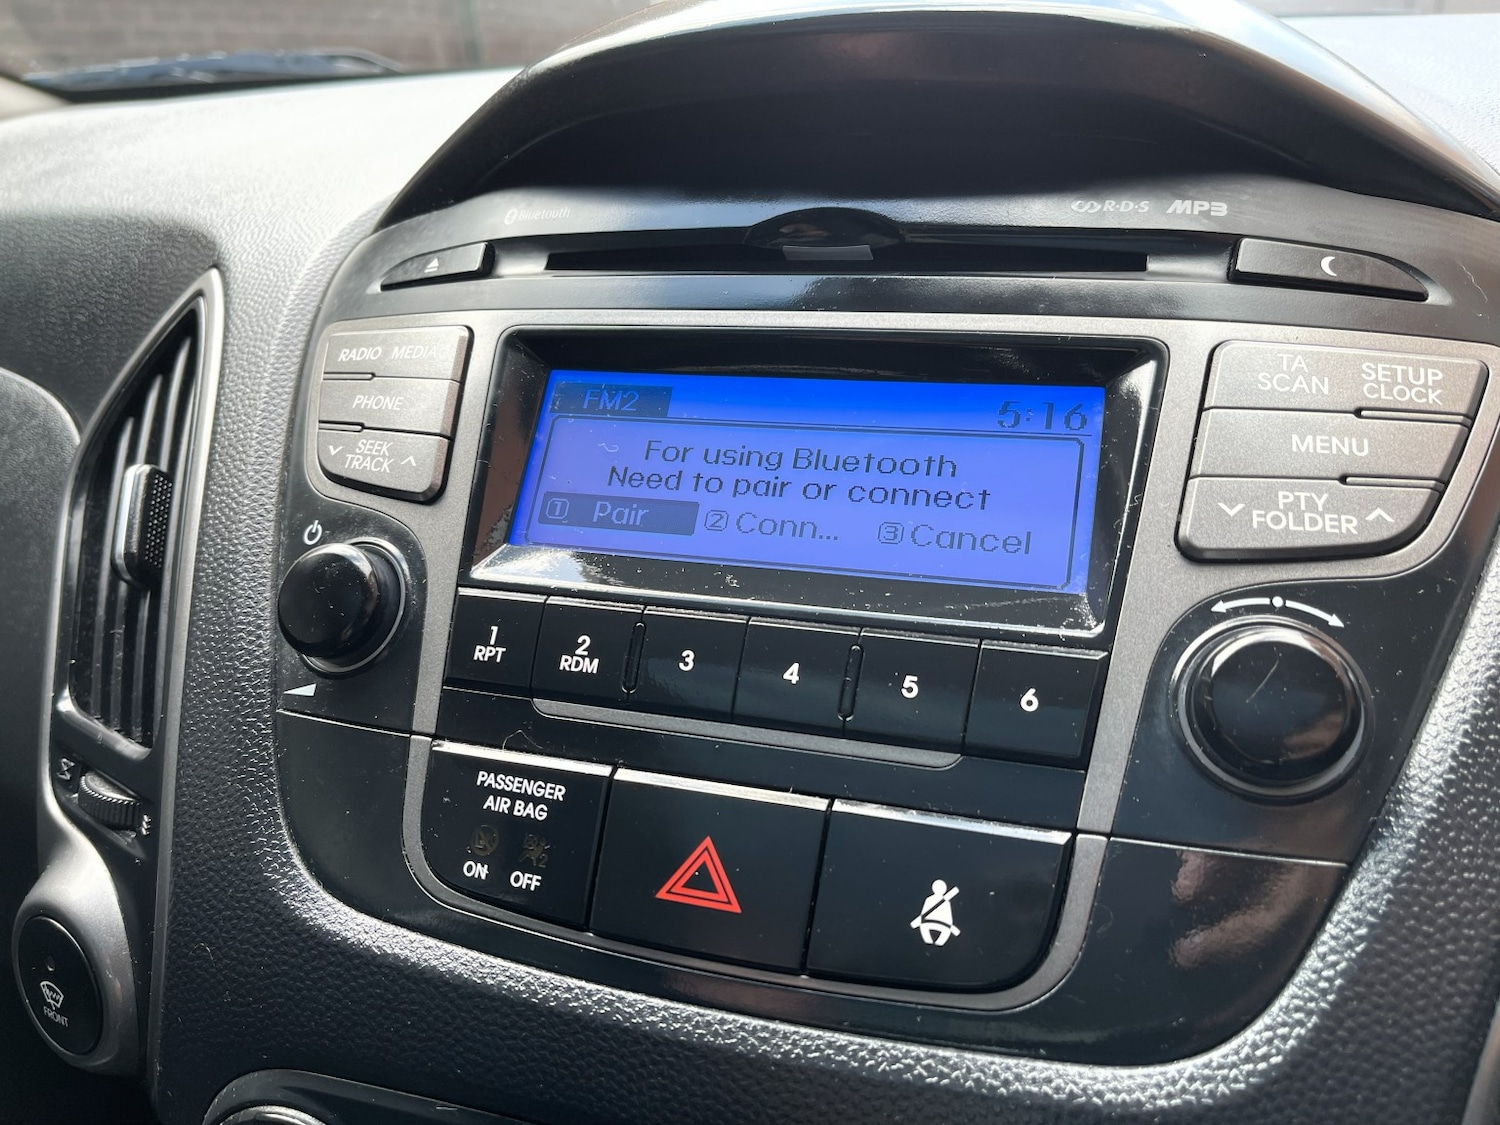 Bluetooth
R·D·S MP3
RADIO MEDIA
PHONE
SEEK
TRACK
FM2
5:16
For using Bluetooth
Need to pair or connect
1 Pair 2 Conn... 3 Cancel
TA
SCAN
SETUP
CLOCK
MENU
PTY
FOLDER
1
RPT
2
RDM
3
4
5
6
PASSENGER
AIR BAG
ON OFF
FRONT